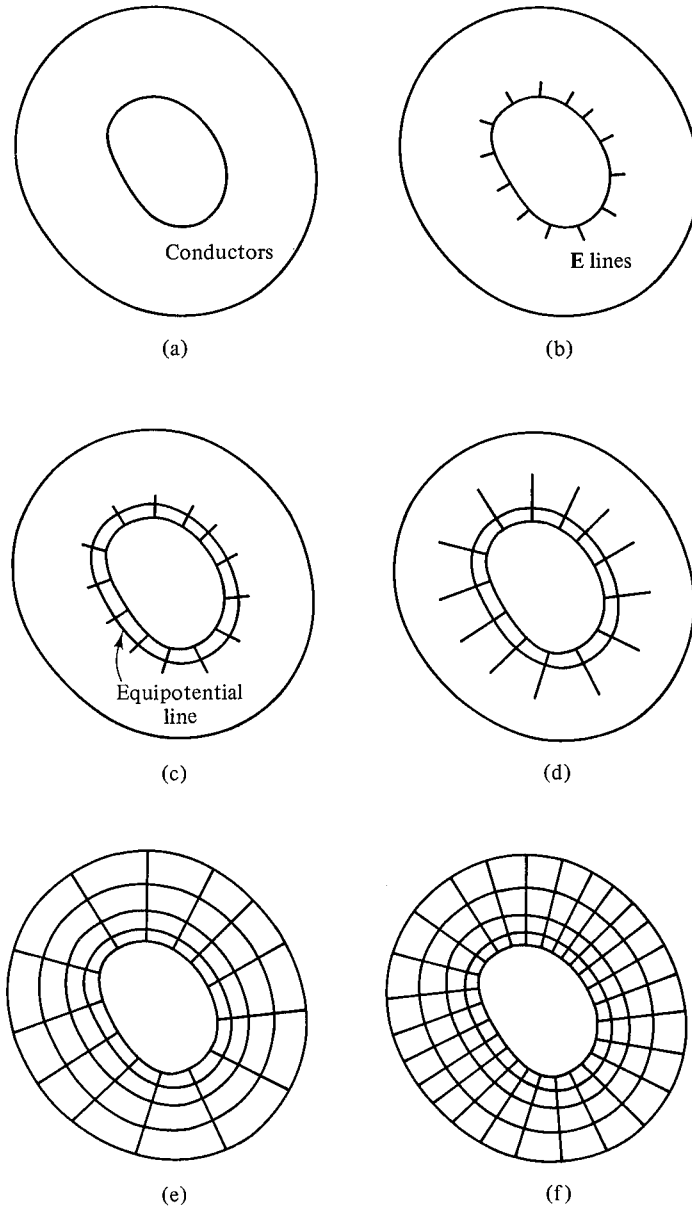 Conductors
(a)
E lines
(b)
Equipotential
line
(c)
(d)
(e)
(f)